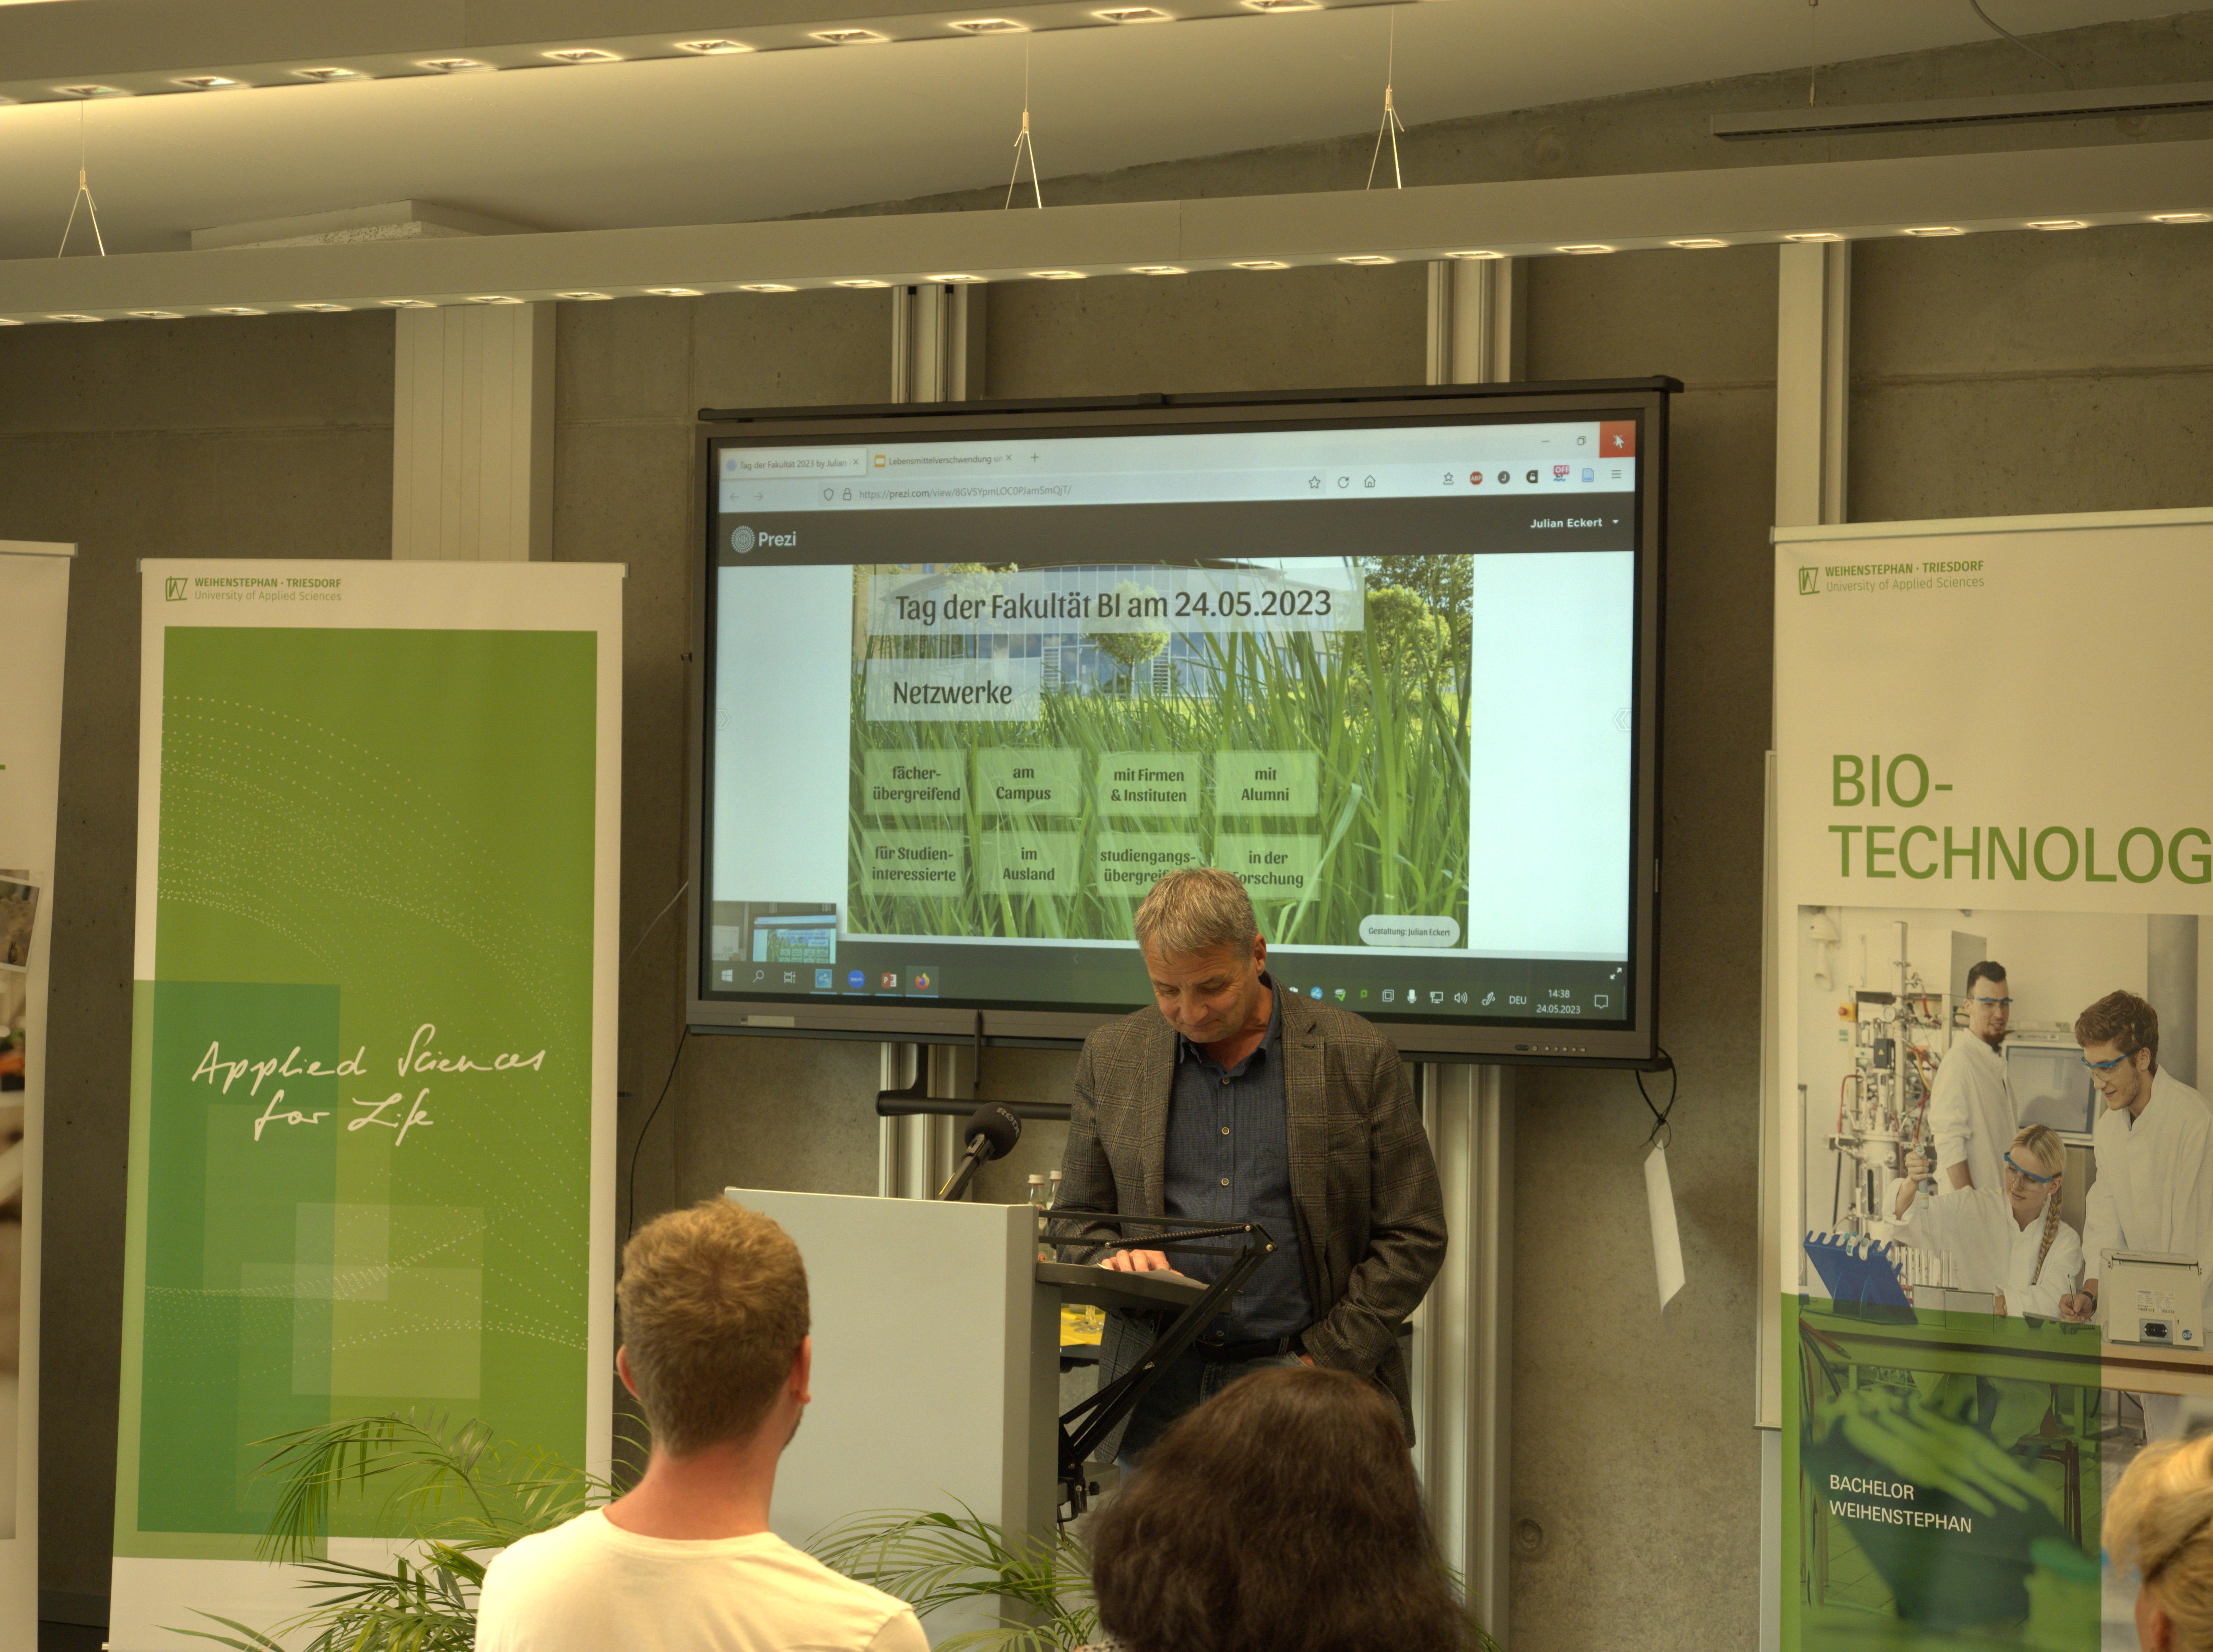 WEIHENSTEPHAN · TRIESDORF
University of Applied Sciences
Applied Sciences
for Life
Tag der Fakultät 2023 by Julian
Lebensmittelverschwendung un
https://prezi.com/view/8GVSYpmLOC0PJamSmQjT/
ABP
OFF
Prezi
Julian Eckert
Tag der Fakultät BI am 24.05.2023
Netzwerke
fächer-
übergreifend
am
Campus
mit Firmen
& Instituten
mit
Alumni
für Studien-
interessierte
im
Ausland
studiengangs-
in der
Gestaltung: Julian Eckert
DEU
14:38
24.05.2023
WEIHENSTEPHAN · TRIESDORF
University of Applied Sciences
BIO-
TECHNOLOG
BACHELOR
WEIHENSTEPHAN